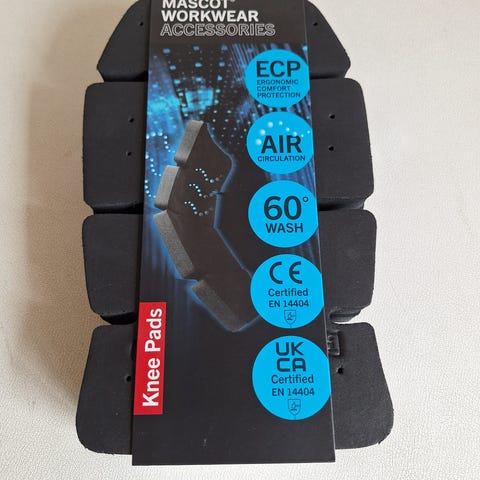 MASCOT®
WORKWEAR
ACCESSORIES
ECP
ERGONOMIC
COMFORT
PROTECTION
AIR
CIRCULATION
60°
WASH
CE
Certified
EN 14404
UK
CA
Certified
EN 14404
Knee Pads